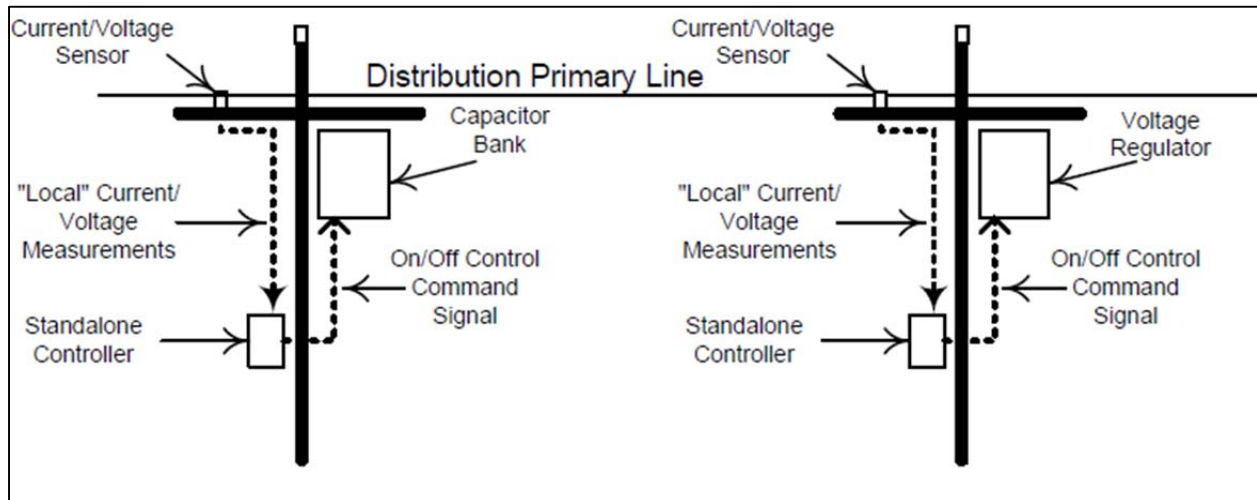 Current/Voltage
Sensor
Distribution Primary Line
Capacitor
Bank
"Local" Current/
Voltage
Measurements
On/Off Control
Command
Signal
Standalone
Controller
Current/Voltage
Sensor
Voltage
Regulator
"Local" Current/
Voltage
Measurements
On/Off Control
Command
Signal
Standalone
Controller